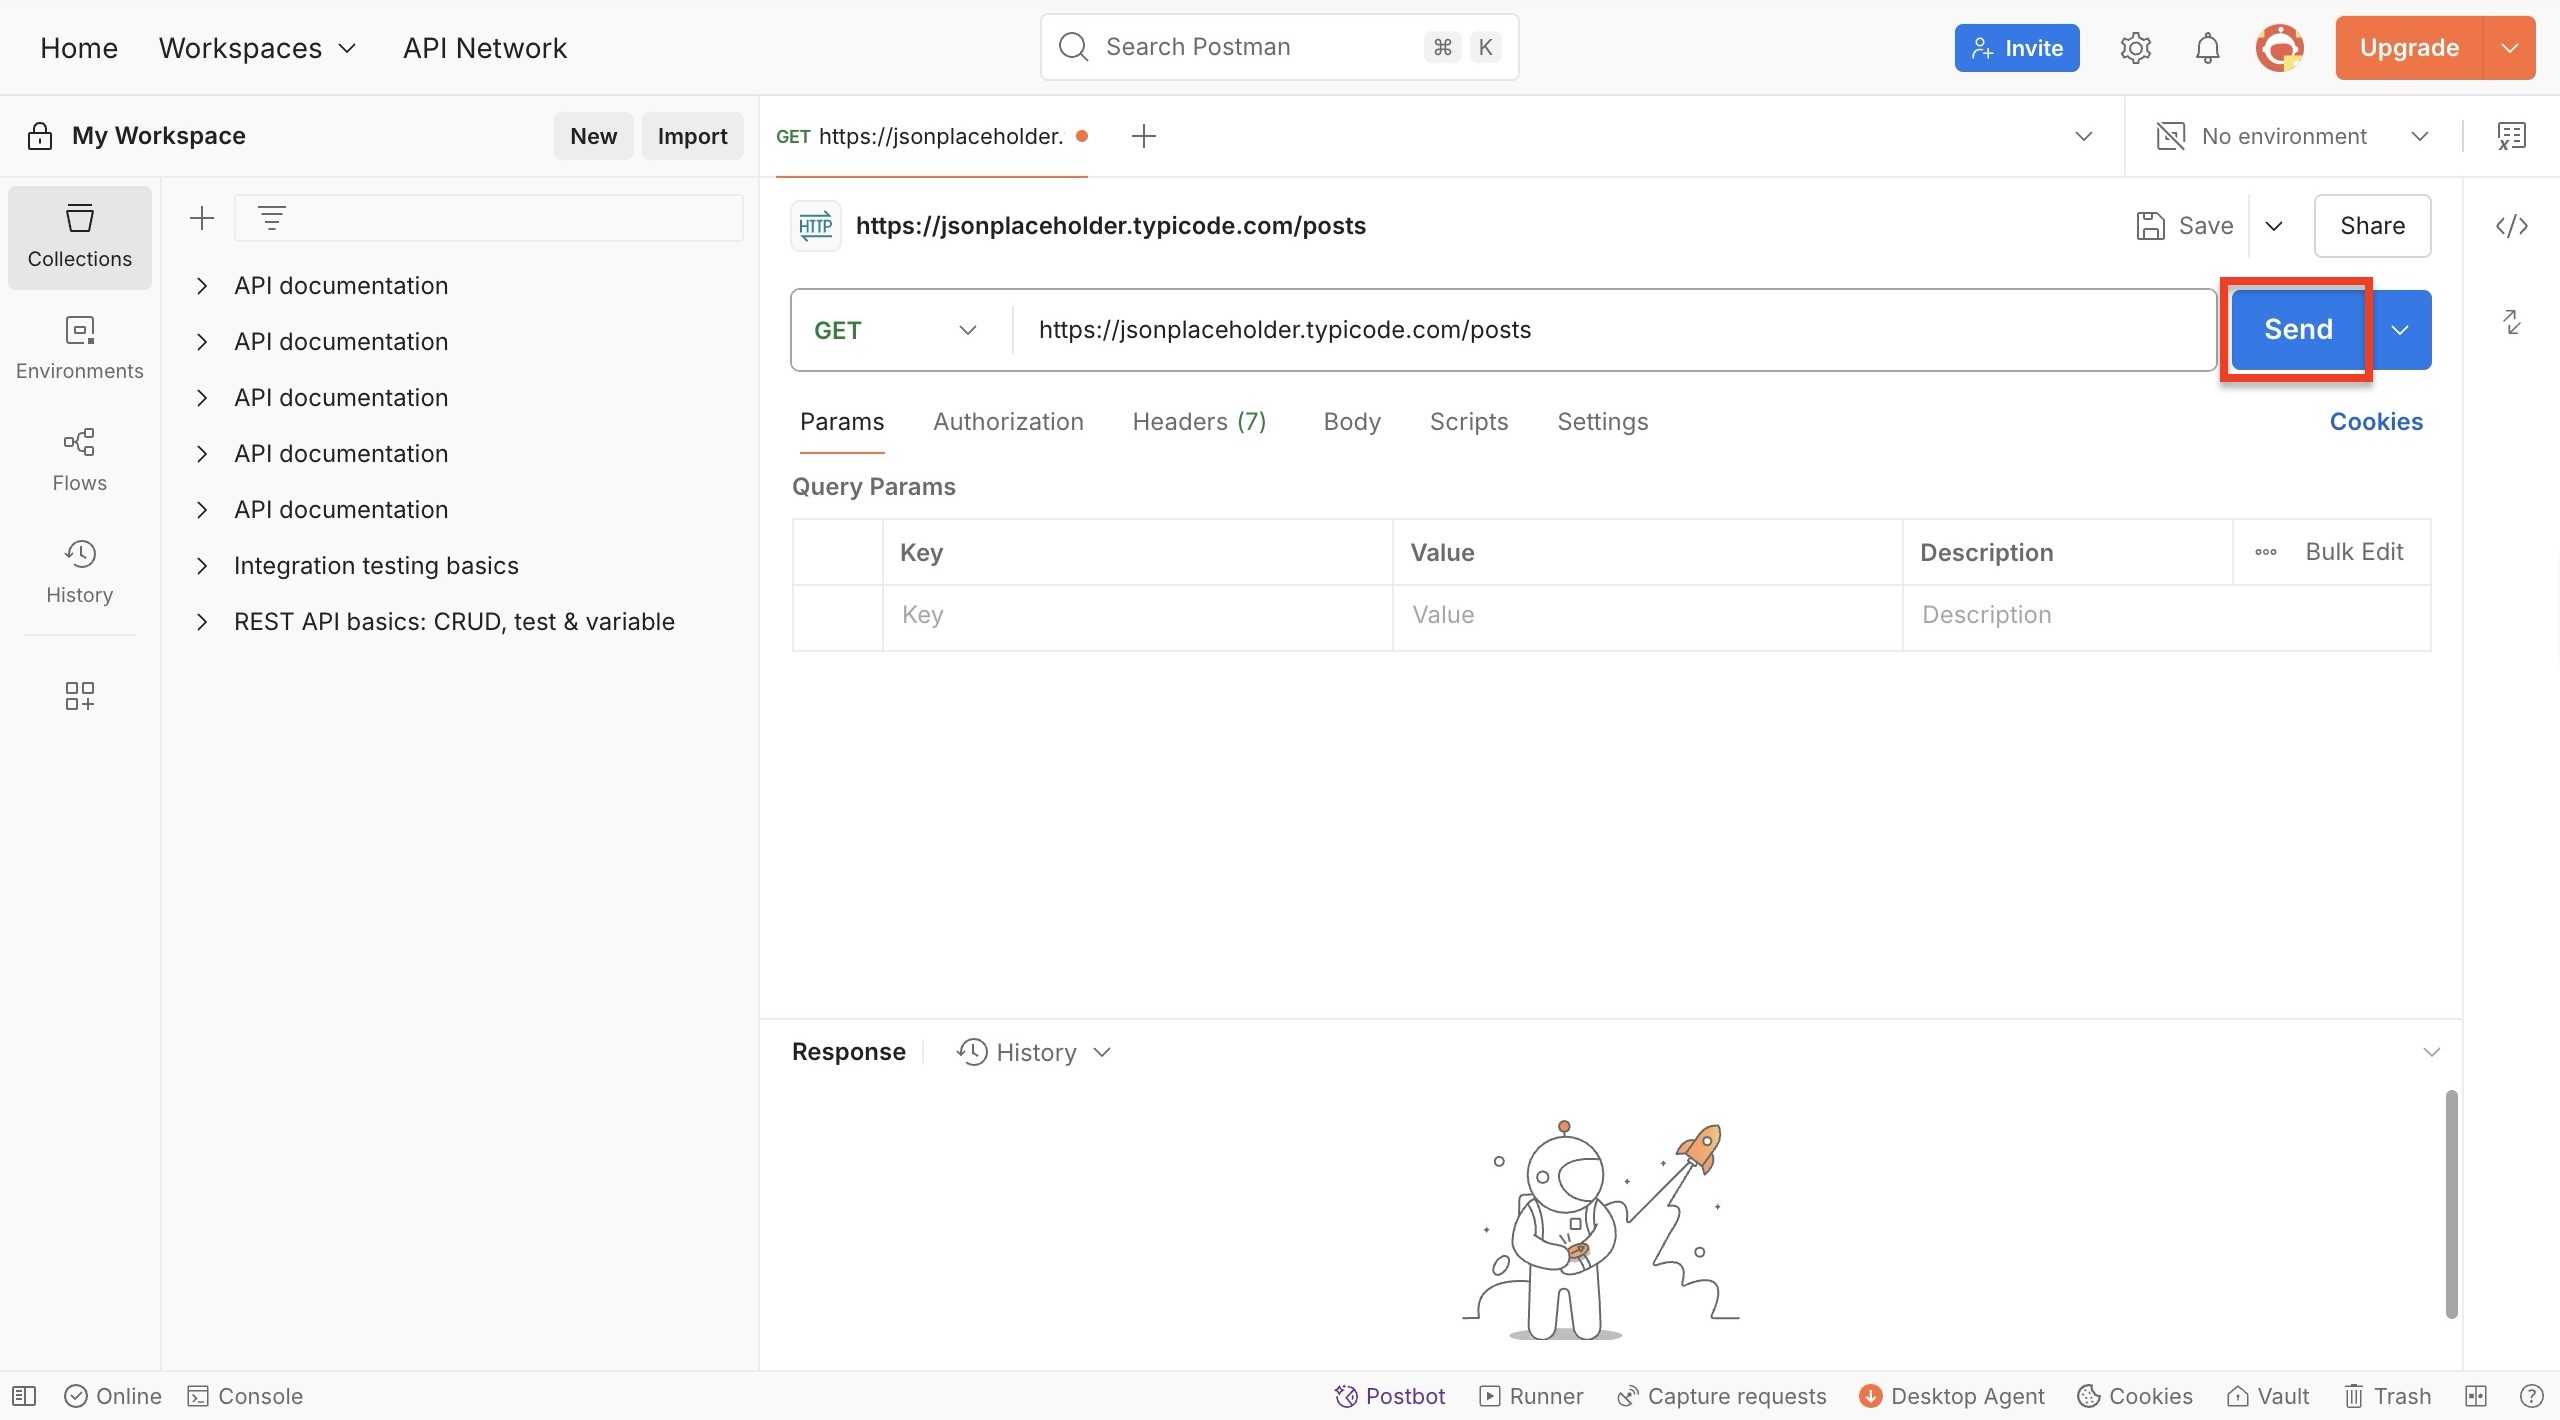 Home Workspaces API Network Search Postman ⌘ K Invite Upgrade
My Workspace New Import GET https://jsonplaceholder. No environment
Collections
Environments
Flows
History
API documentation
API documentation
API documentation
API documentation
API documentation
Integration testing basics
REST API basics: CRUD, test & variable
HTTP https://jsonplaceholder.typicode.com/posts Save Share
GET https://jsonplaceholder.typicode.com/posts Send
Params Authorization Headers (7) Body Scripts Settings Cookies
Query Params
Key Value Description Bulk Edit
Key Value Description
Response History
Online Console Postbot Runner Capture requests Desktop Agent Cookies Vault Trash